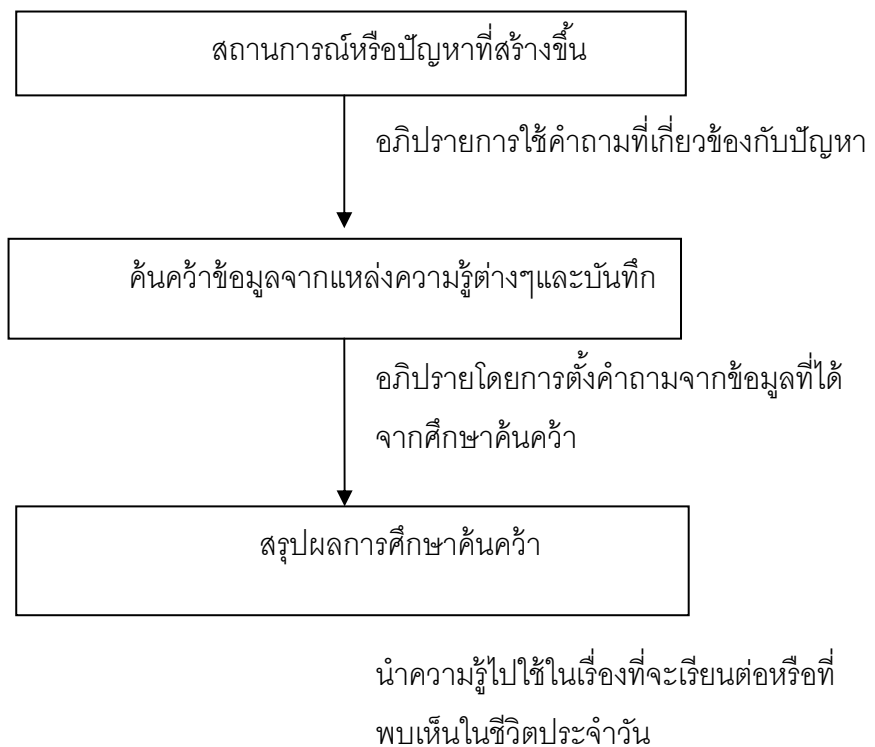 สถานการณ์หรือปัญหาที่สร้างขึ้น
อภิปรายการใช้คำถามที่เกี่ยวข้องกับปัญหา
ค้นคว้าข้อมูลจากแหล่งความรู้ต่างๆและบันทึก
อภิปรายโดยการตั้งคำถามจากข้อมูลที่ได้
จากศึกษาค้นคว้า
สรุปผลการศึกษาค้นคว้า
นำความรู้ไปใช้ในเรื่องที่จะเรียนต่อหรือที่
พบเห็นในชีวิตประจำวัน